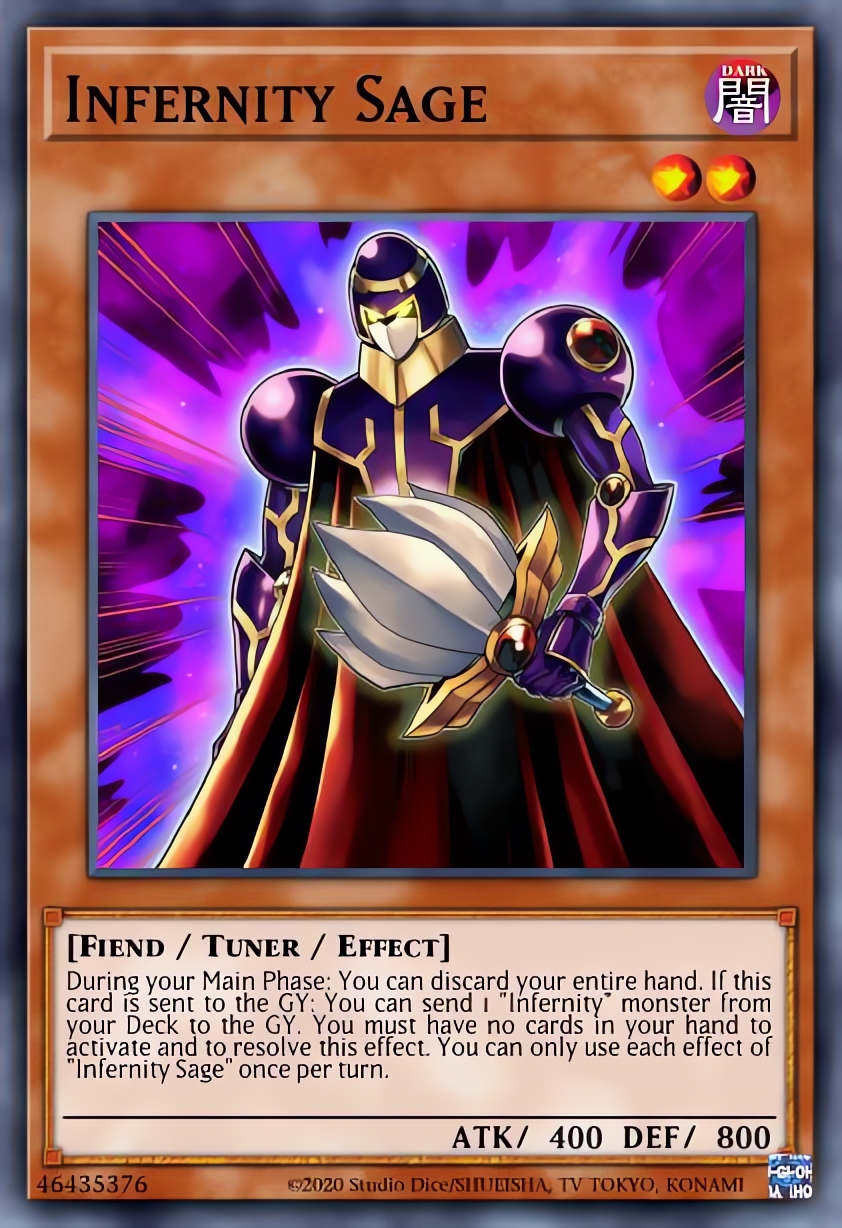 Infernity Sage
DARK
闇
[Fiend / Tuner / Effect]
During your Main Phase: You can discard your entire hand. If this
card is sent to the GY: You can send 1 "Infernity" monster from
your Deck to the GY. You must have no cards in your hand to
activate and to resolve this effect. You can only use each effect of
"Infernity Sage" once per turn.
ATK/ 400 DEF/ 800
46435376
©2020 Studio Dice/SHUEISHA, TV TOKYO, KONAMI